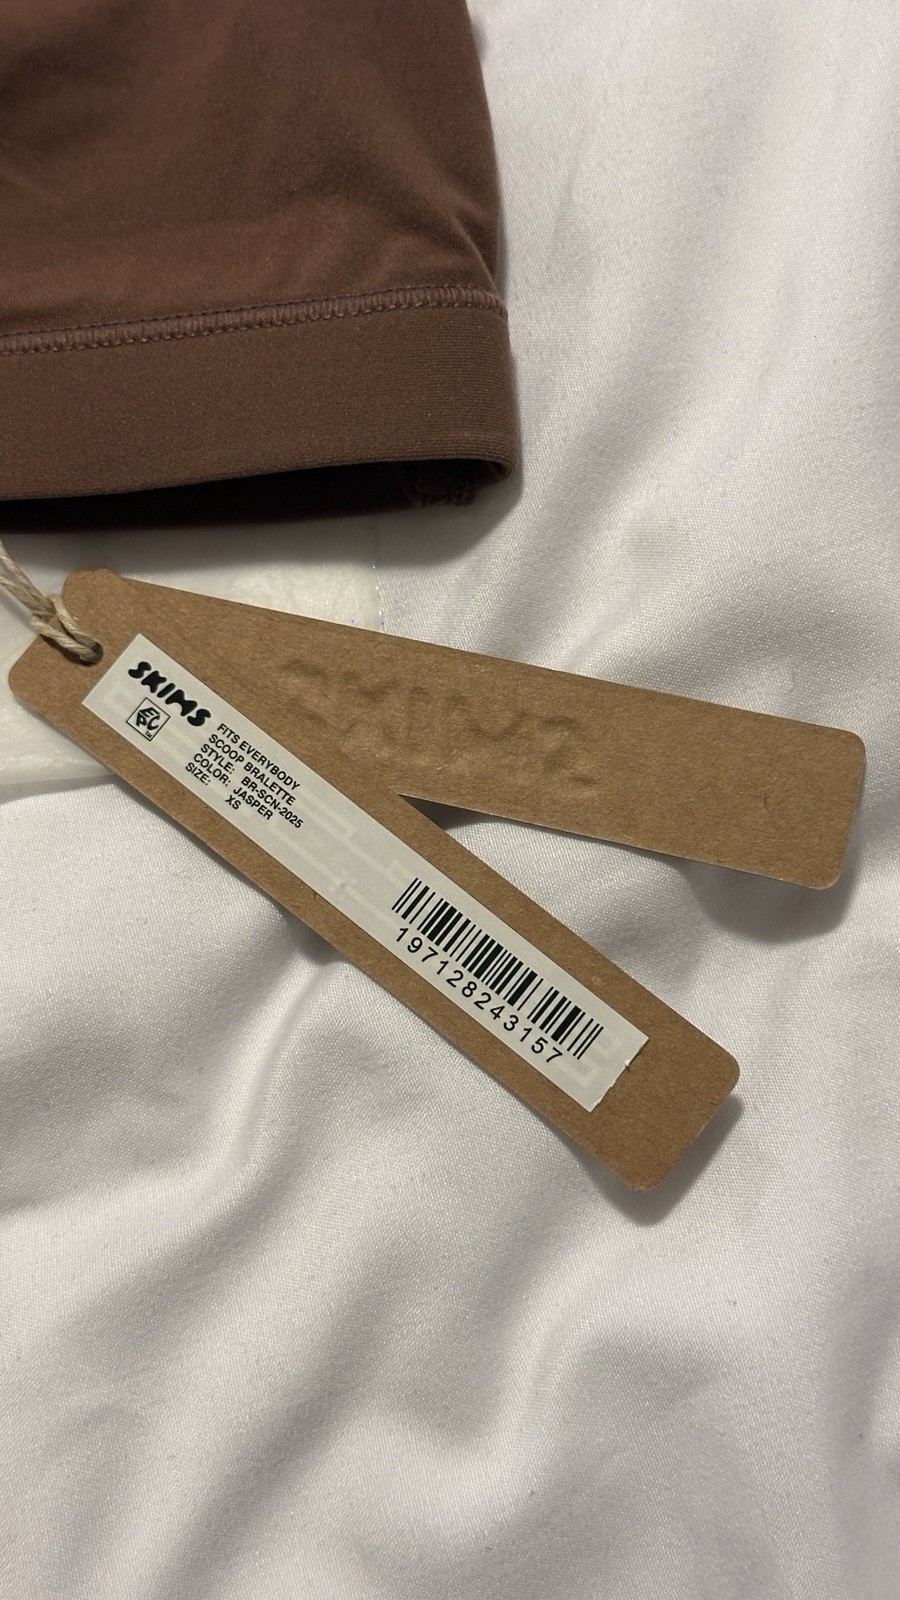 SKIMS
FITS EVERYBODY
SCOOP BRALETTE
STYLE: BR-SCN-2025
COLOR: JASPER
SIZE: XS
197128243157
SKIMS